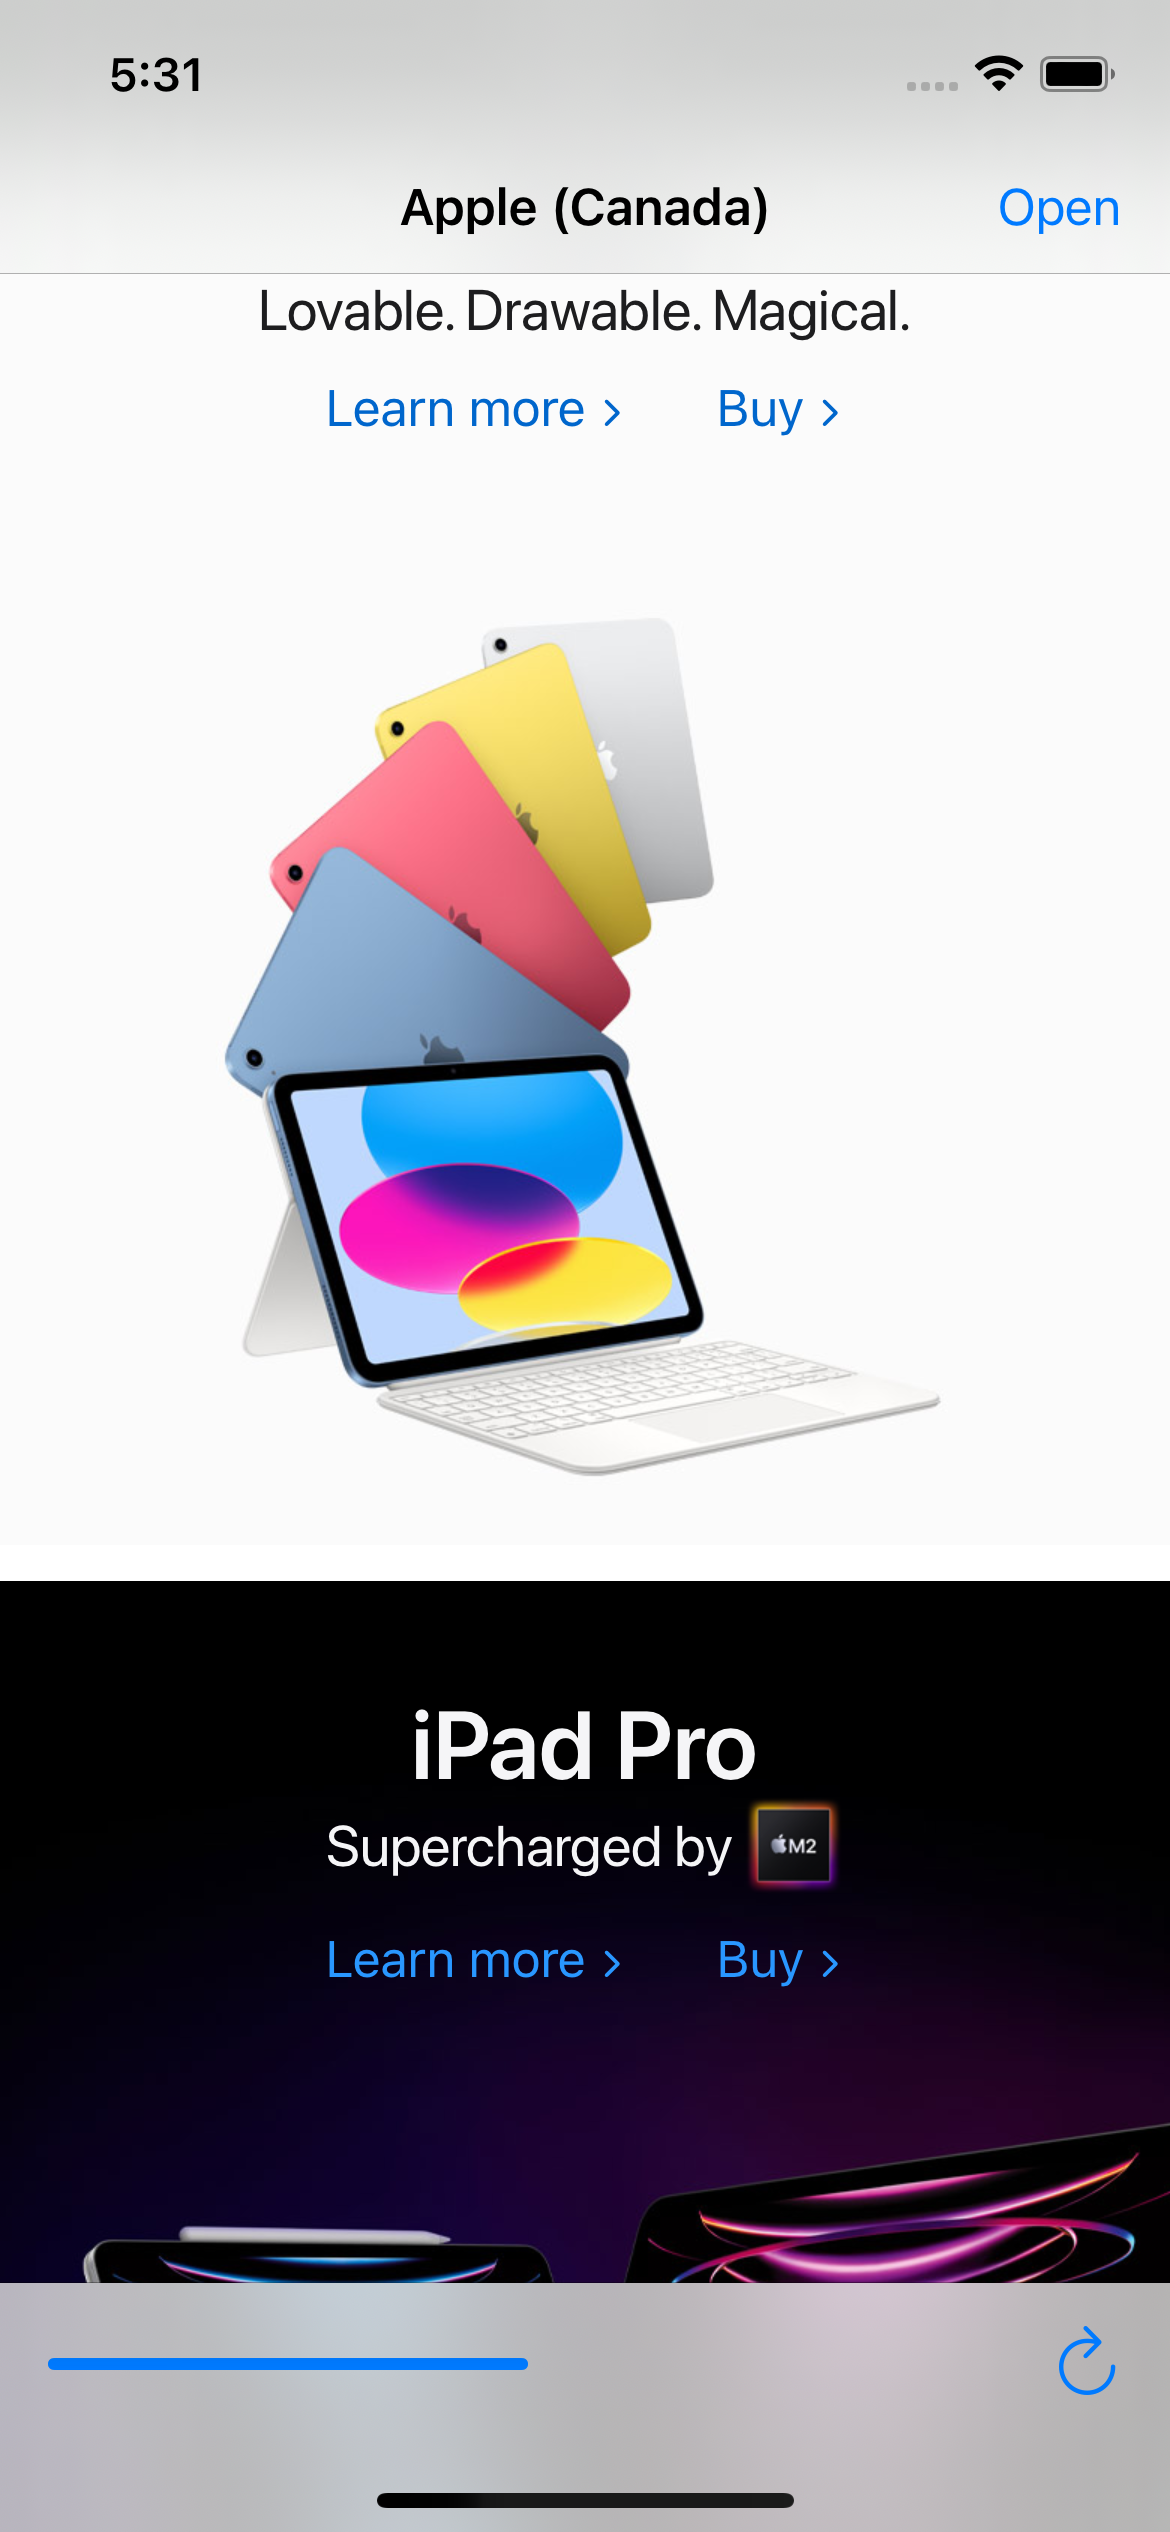 5:31
Apple (Canada) Open
Lovable. Drawable. Magical.
Learn more > Buy >
iPad Pro
Supercharged by M2
Learn more > Buy >